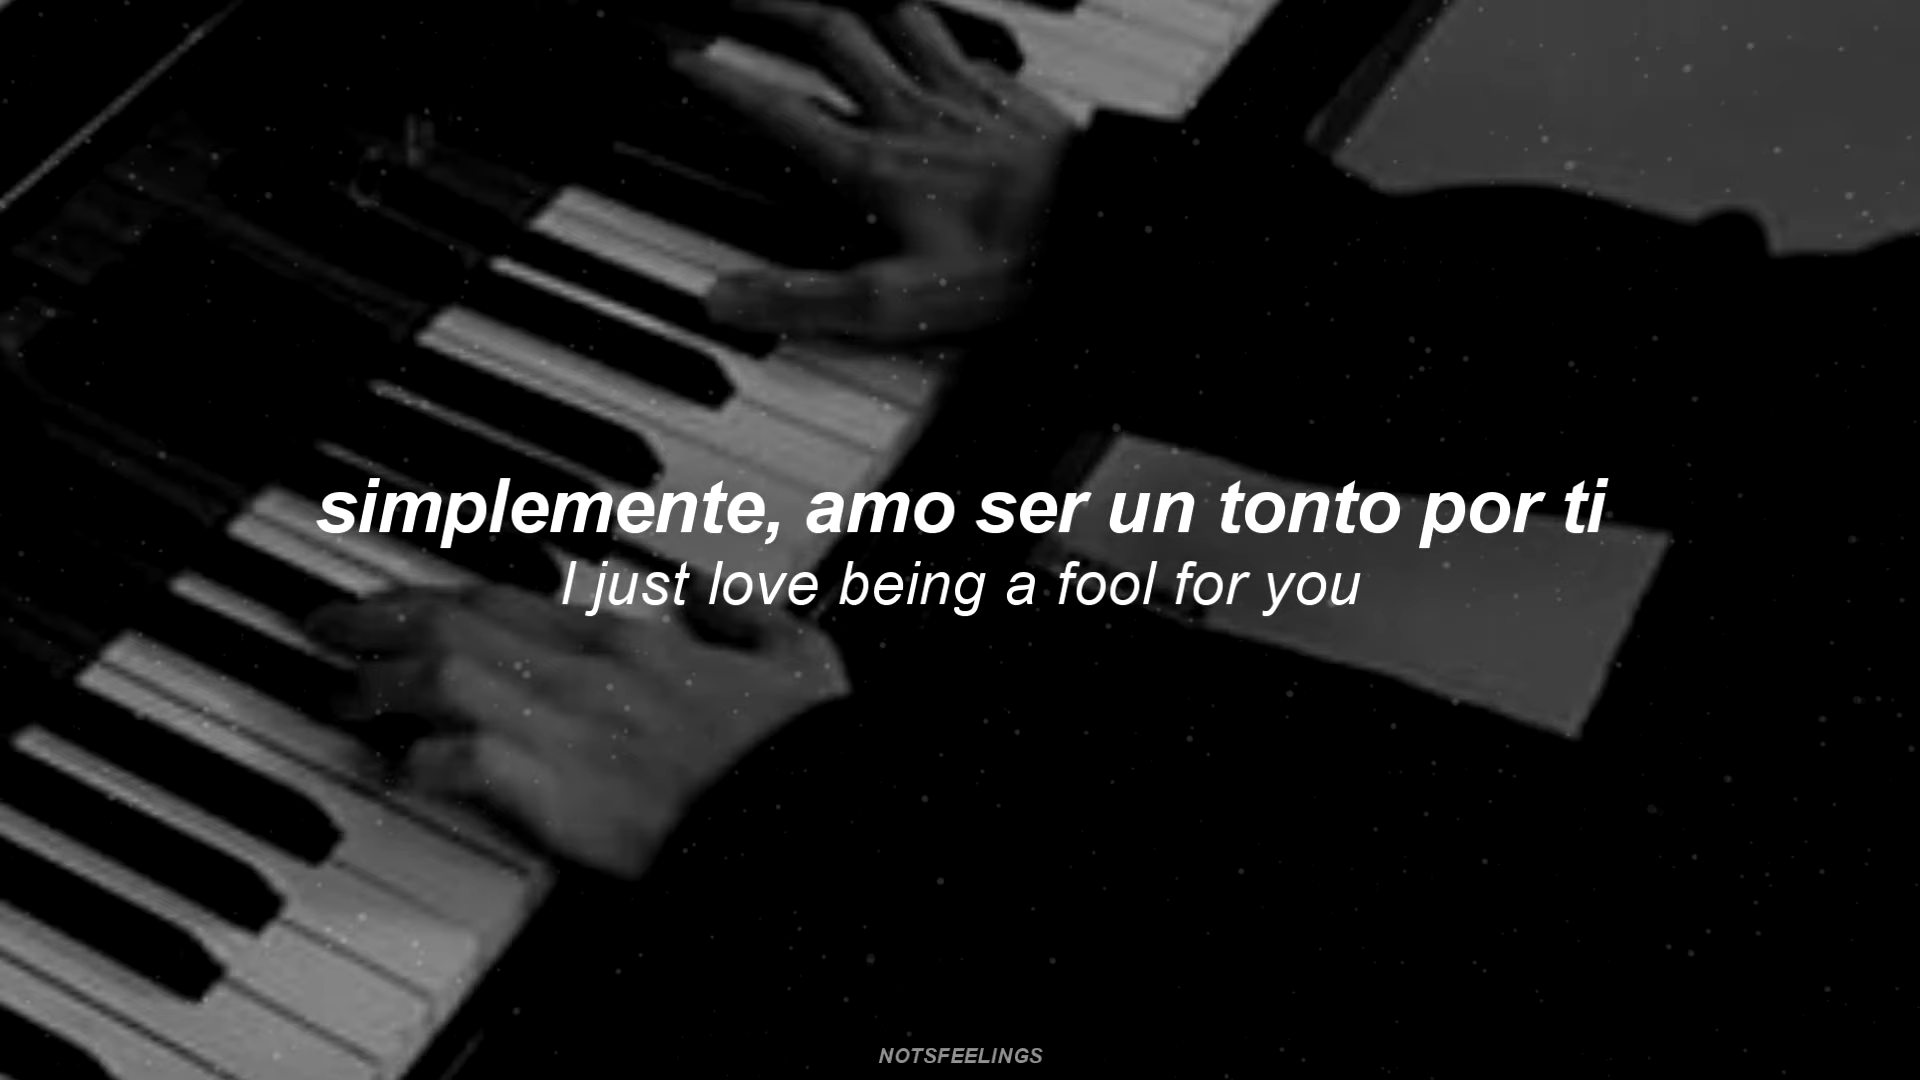 simplemente, amo ser un tonto por ti
I just love being a fool for you
NOTSFEELINGS